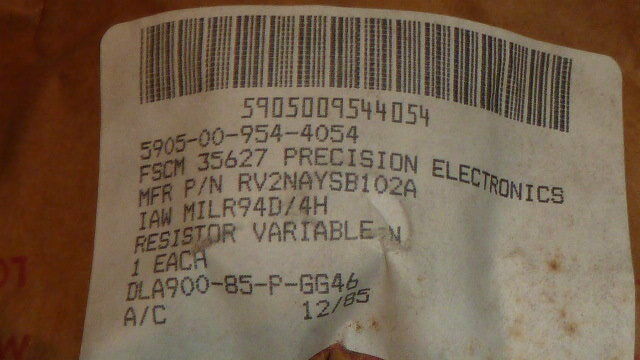 5905009544054
5905-00-954-4054
FSCM 35627 PRECISION ELECTRONICS
MFR P/N RV2NAYSB102A
IAW MILR94D/4H
RESISTOR VARIABLE N
1 EACH
DLA900-85-P-GG46
A/C 12/85